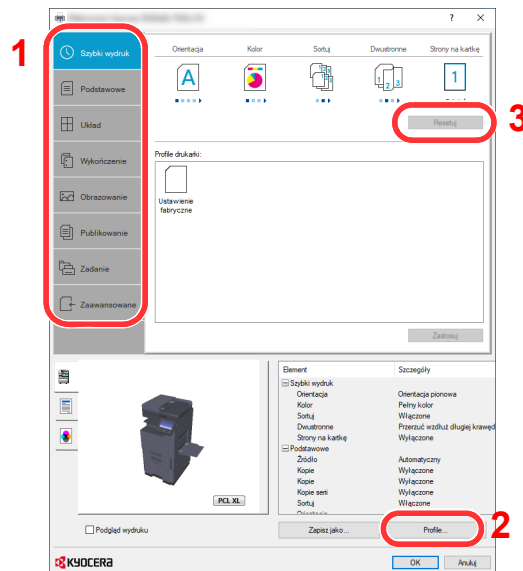 ? ×
1
Szybki wydruk
Podstawowe
Układ
Wykończenie
Obrazowanie
Publikowanie
Zadanie
Zaawansowane
Orientacja Kolor Sortuj Dwustronne Strony na kartkę
A 1 2 3 1
Resetuj
3
Profile drukarki:
Ustawienie
fabryczne
Zastosuj
Element Szczegóły
Szybki wydruk
Orientacja Orientacja pionowa
Kolor Pełny kolor
Sortuj Włączone
Dwustronne Przerzuć wzdłuż długiej krawęd
Strony na kartkę Wyłączone
Podstawowe
Źródło Automatyczny
Kopie Wyłączone
Kopie Wyłączone
Kopie serii Wyłączone
Sortuj Włączone
PCL XL
Podgląd wydruku
Zapisz jako...
Profile...
2
KYOCERA
OK Anuluj